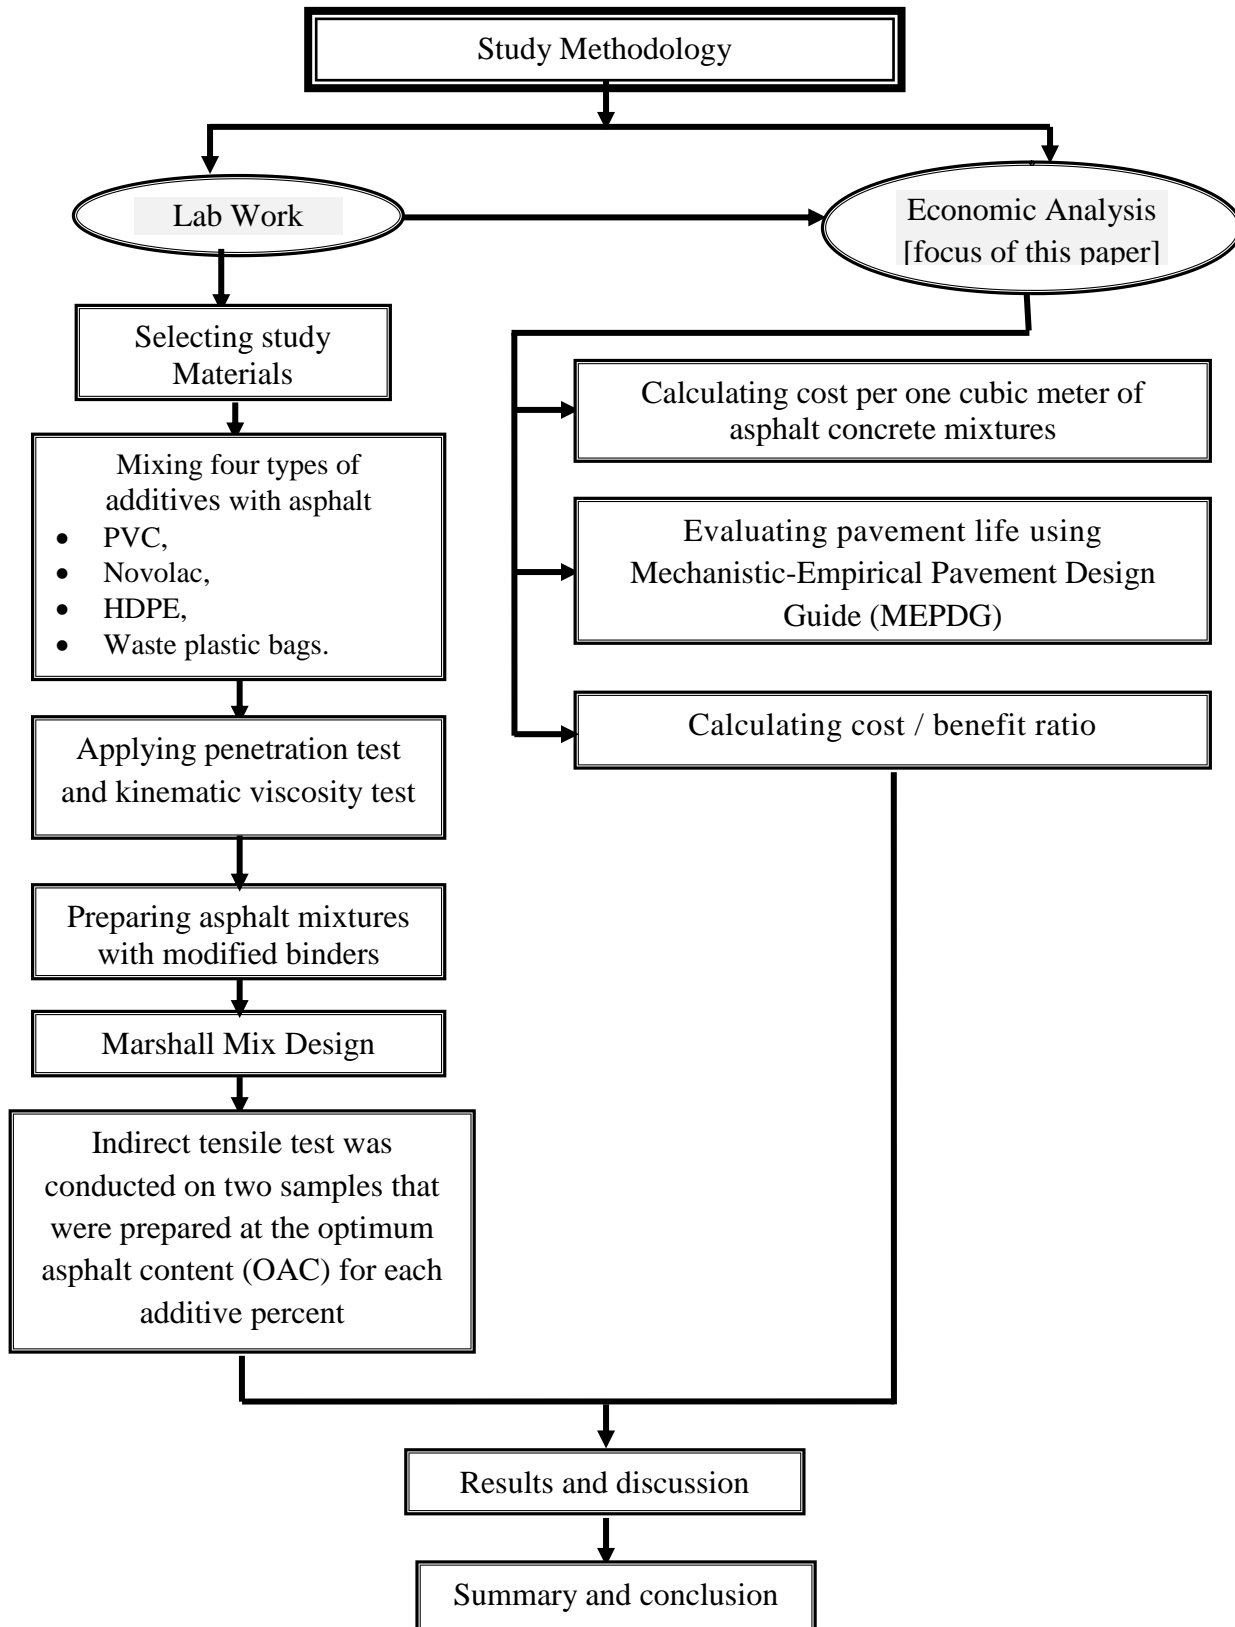 Study Methodology
Lab Work
Economic Analysis
[focus of this paper]
Selecting study
Materials
Mixing four types of
additives with asphalt
• PVC,
• Novolac,
• HDPE,
• Waste plastic bags.
Applying penetration test
and kinematic viscosity test
Preparing asphalt mixtures
with modified binders
Marshall Mix Design
Indirect tensile test was
conducted on two samples that
were prepared at the optimum
asphalt content (OAC) for each
additive percent
Calculating cost per one cubic meter of
asphalt concrete mixtures
Evaluating pavement life using
Mechanistic-Empirical Pavement Design
Guide (MEPDG)
Calculating cost / benefit ratio
Results and discussion
Summary and conclusion